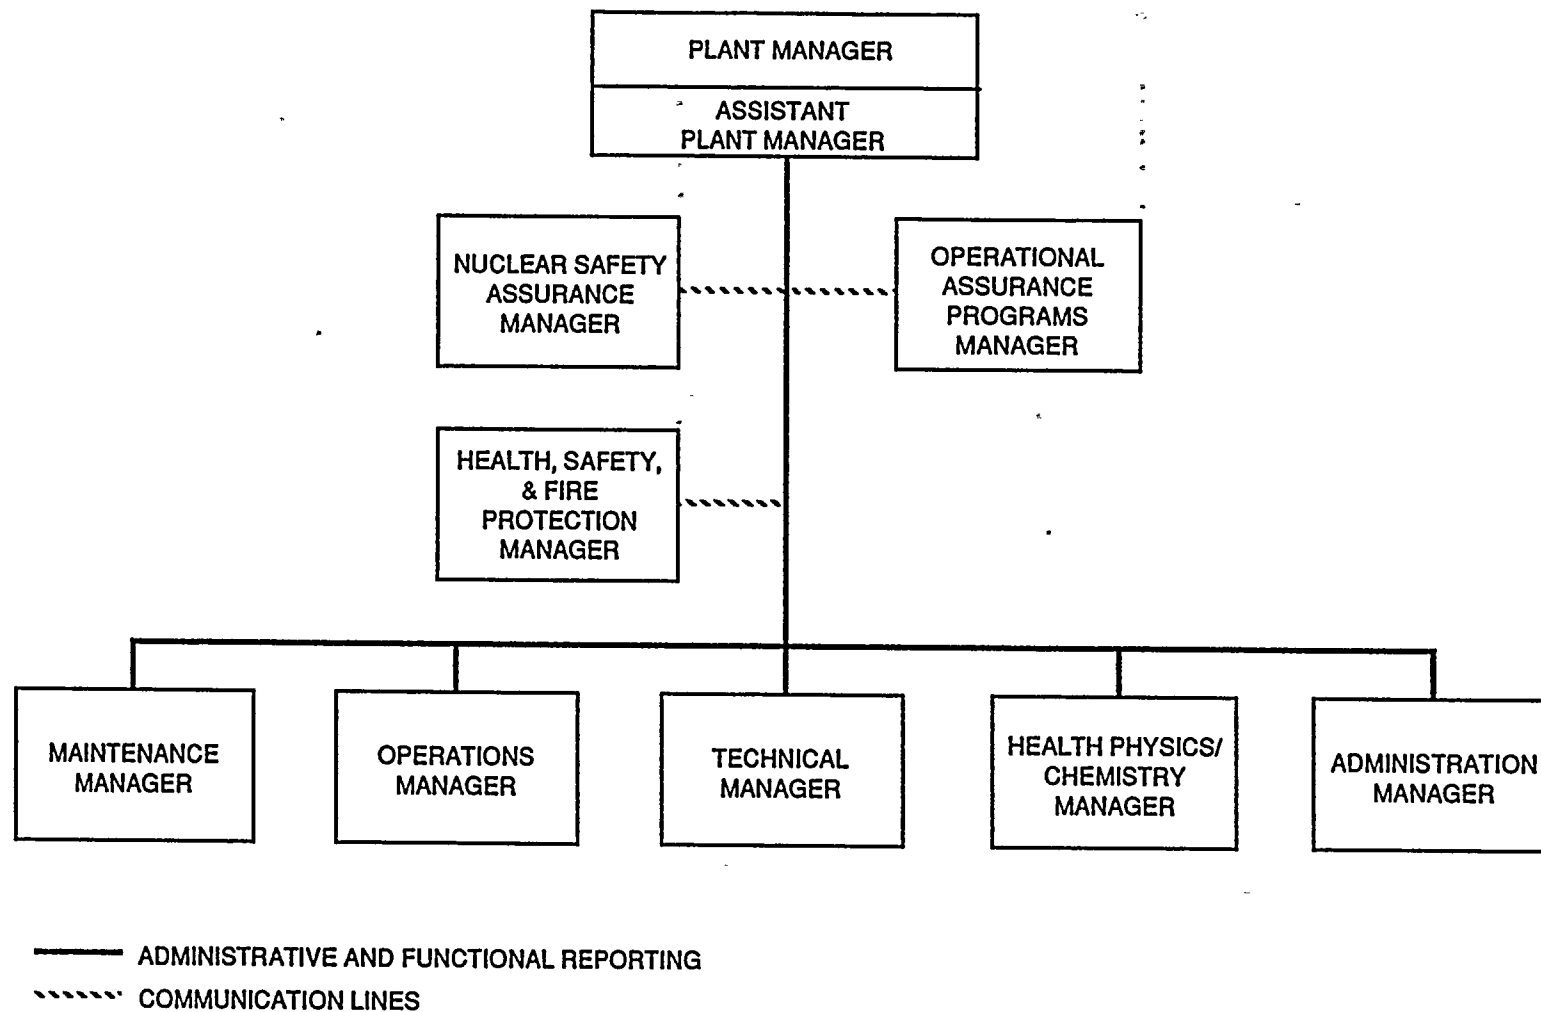 PLANT MANAGER
ASSISTANT
PLANT MANAGER
NUCLEAR SAFETY
ASSURANCE
MANAGER
OPERATIONAL
ASSURANCE
PROGRAMS
MANAGER
HEALTH, SAFETY,
& FIRE
PROTECTION
MANAGER
MAINTENANCE
MANAGER
OPERATIONS
MANAGER
TECHNICAL
MANAGER
HEALTH PHYSICS/
CHEMISTRY
MANAGER
ADMINISTRATION
MANAGER
ADMINISTRATIVE AND FUNCTIONAL REPORTING
COMMUNICATION LINES